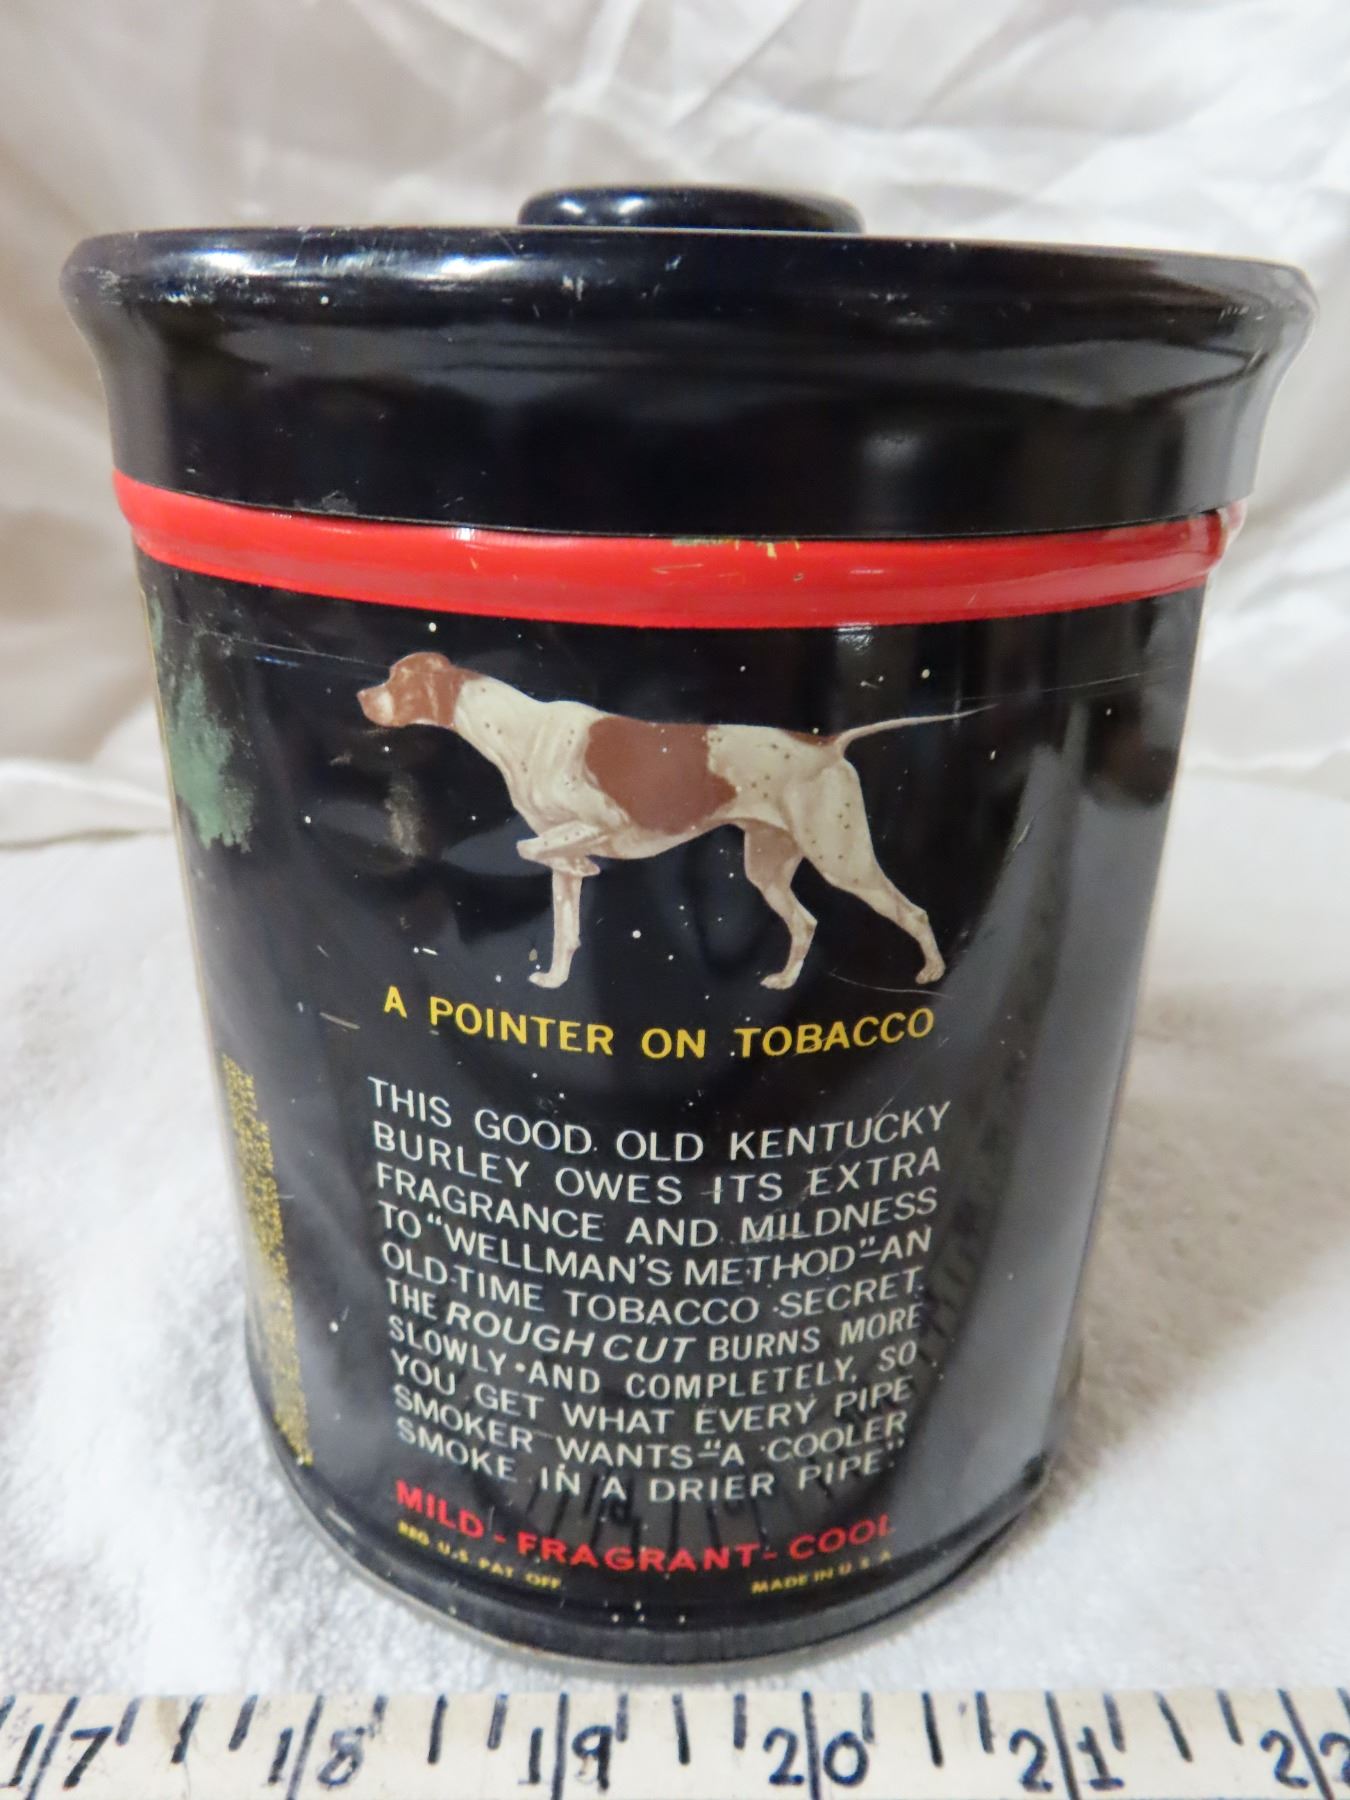 A POINTER ON TOBACCO
THIS GOOD OLD KENTUCKY
BURLEY OWES ITS EXTRA
FRAGRANCE AND MILDNESS
TO "WELLMAN'S METHOD"—AN
OLD-TIME TOBACCO SECRET.
THE ROUGH CUT BURNS MORE
SLOWLY AND COMPLETELY, SO
YOU GET WHAT EVERY PIPE
SMOKER WANTS—"A COOLER
SMOKE IN A DRIER PIPE."
MILD - FRAGRANT - COOL
REG. U.S. PAT. OFF. MADE IN U.S.A.
17 18 19 20 21 22